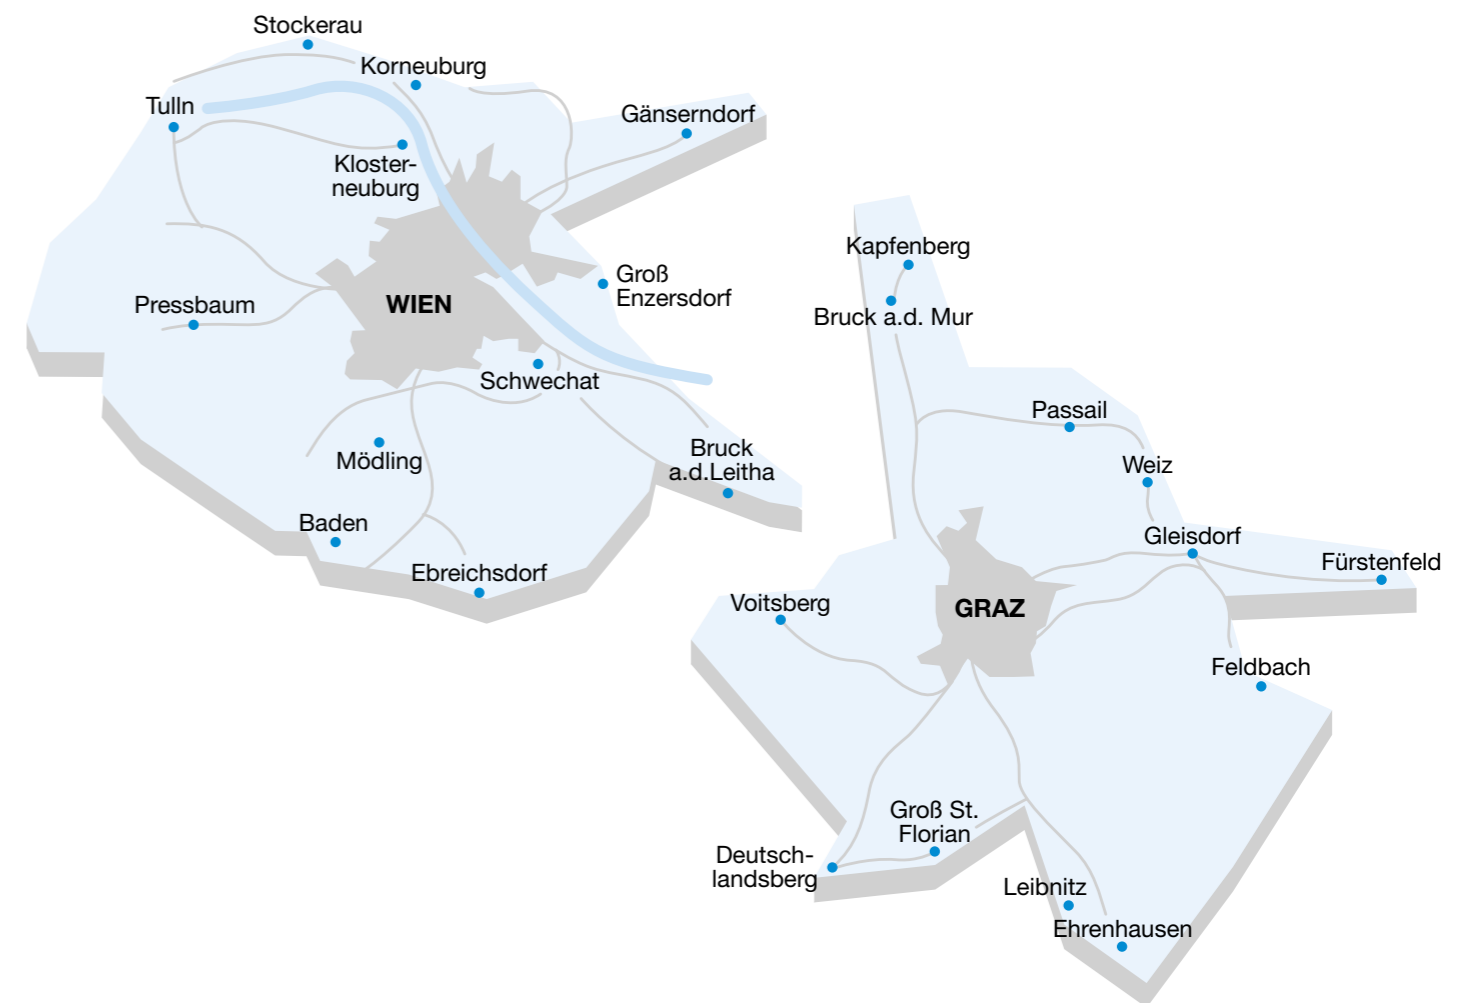 Stockerau
Korneuburg
Tulln
Gänserndorf
Kloster-
neuburg
Groß
Enzersdorf
Pressbaum
WIEN
Schwechat
Mödling
Bruck
a.d.Leitha
Baden
Ebreichsdorf
Kapfenberg
Bruck a.d. Mur
Passail
Weiz
Gleisdorf
Fürstenfeld
Voitsberg
GRAZ
Feldbach
Groß St.
Florian
Deutsch-
landsberg
Leibnitz
Ehrenhausen